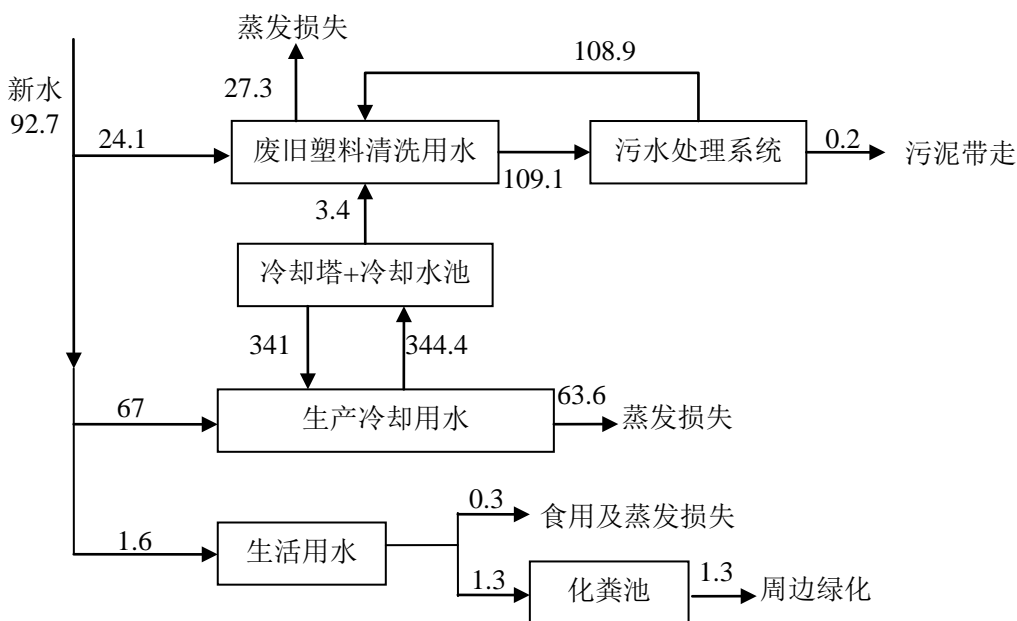 蒸发损失
108.9
新水
92.7
27.3
24.1
废旧塑料清洗用水
污水处理系统
0.2
污泥带走
109.1
3.4
冷却塔+冷却水池
341
344.4
67
生产冷却用水
63.6
蒸发损失
0.3
食用及蒸发损失
1.6
生活用水
1.3
化粪池
1.3
周边绿化